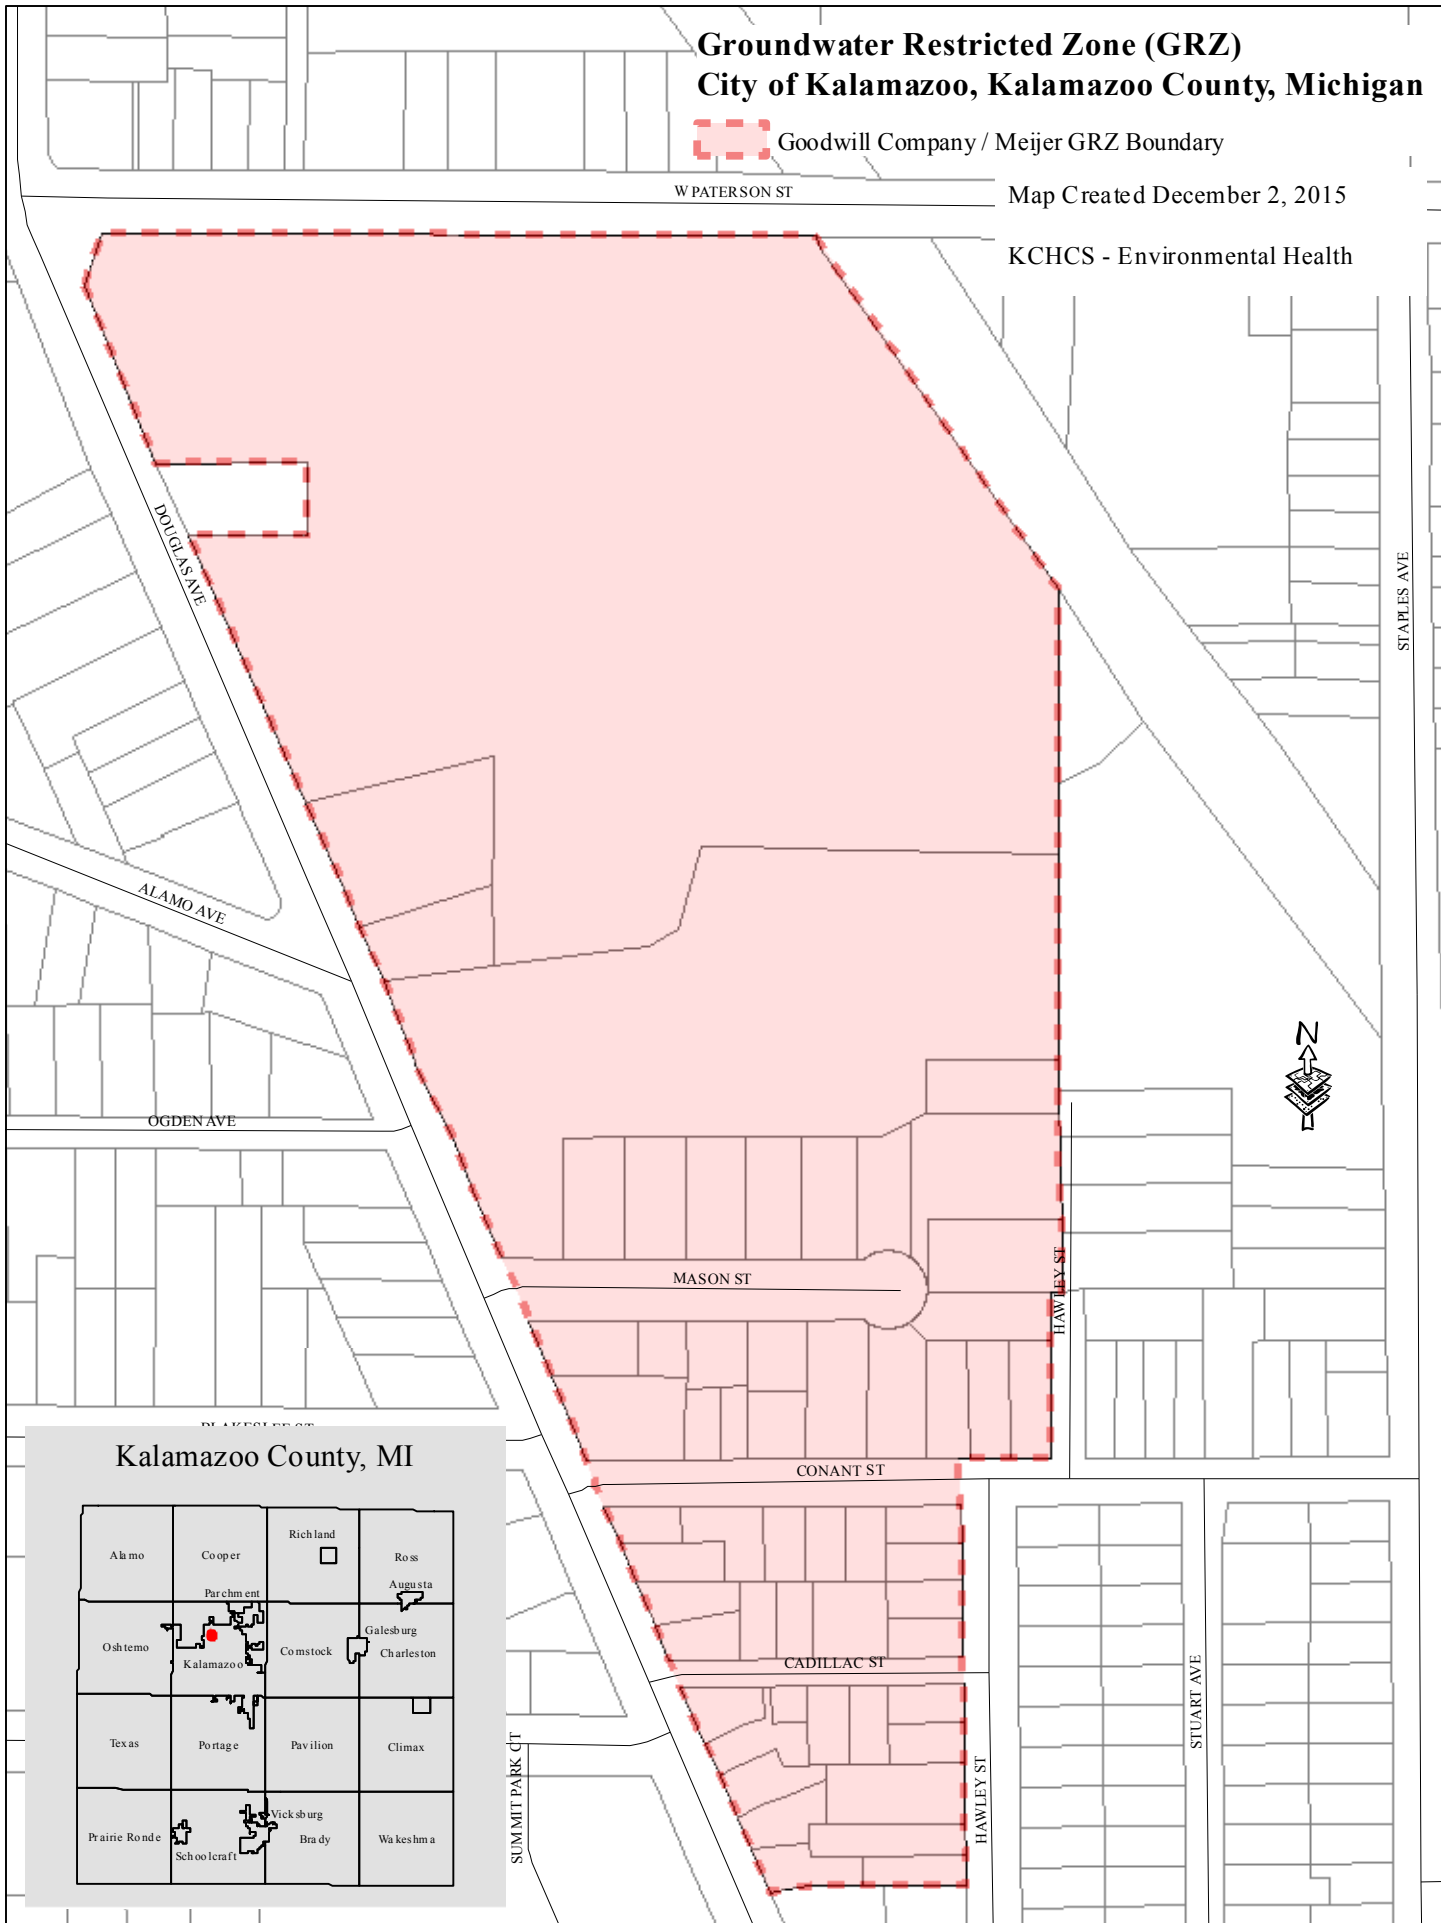 Groundwater Restricted Zone (GRZ)
City of Kalamazoo, Kalamazoo County, Michigan
Goodwill Company / Meijer GRZ Boundary
W PATERSON ST
Map Created December 2, 2015
KCHCS - Environmental Health
DOUGLAS AVE
STAPLES AVE
ALAMO AVE
N
OGDEN AVE
HAWLEY ST
MASON ST
CONANT ST
CADILLAC ST
STUART AVE
HAWLEY ST
SUMMIT PARK CT
Kalamazoo County, MI
Richland
Alamo
Cooper
Ross
Parchment
Augusta
Galesburg
Oshtemo
Comstock
Charleston
Kalamazoo
Texas
Portage
Pavilion
Climax
Vicksburg
Prairie Ronde
Brady
Wakeshma
Schoolcraft